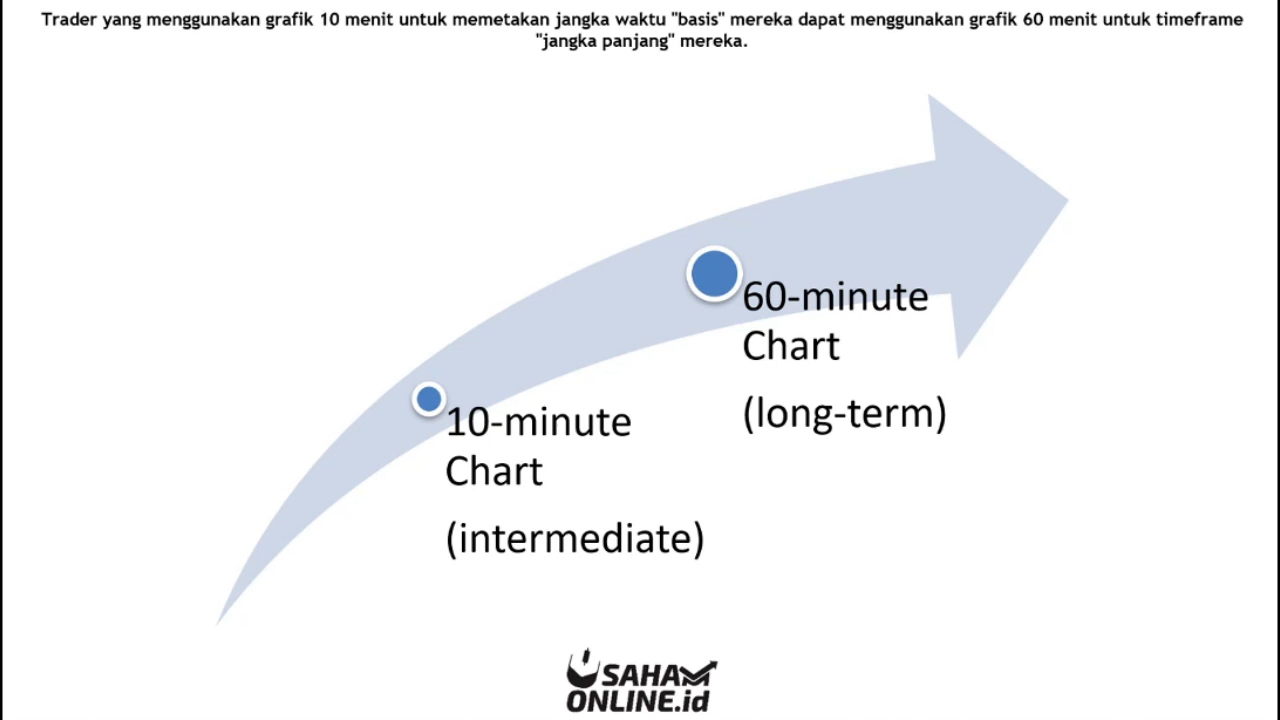 Trader yang menggunakan grafik 10 menit untuk memetakan jangka waktu "basis" mereka dapat menggunakan grafik 60 menit untuk timeframe
"jangka panjang" mereka.
60-minute
Chart
(long-term)
10-minute
Chart
(intermediate)
SAHAM
ONLINE.id